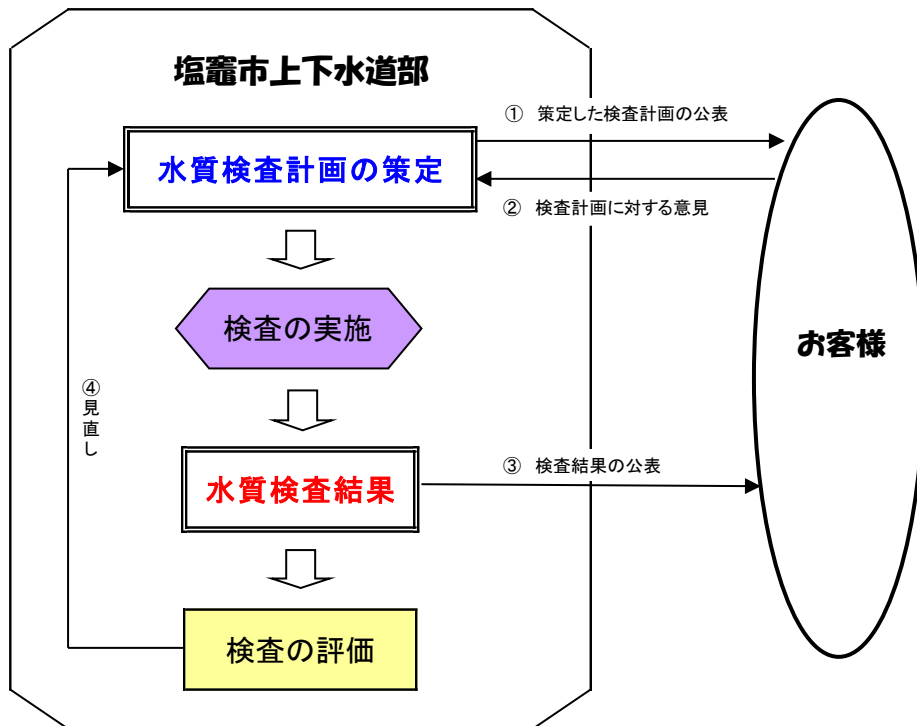 塩竈市上下水道部
① 策定した検査計画の公表
水質検査計画の策定
② 検査計画に対する意見
検査の実施
お客様
④見直し
③ 検査結果の公表
水質検査結果
検査の評価